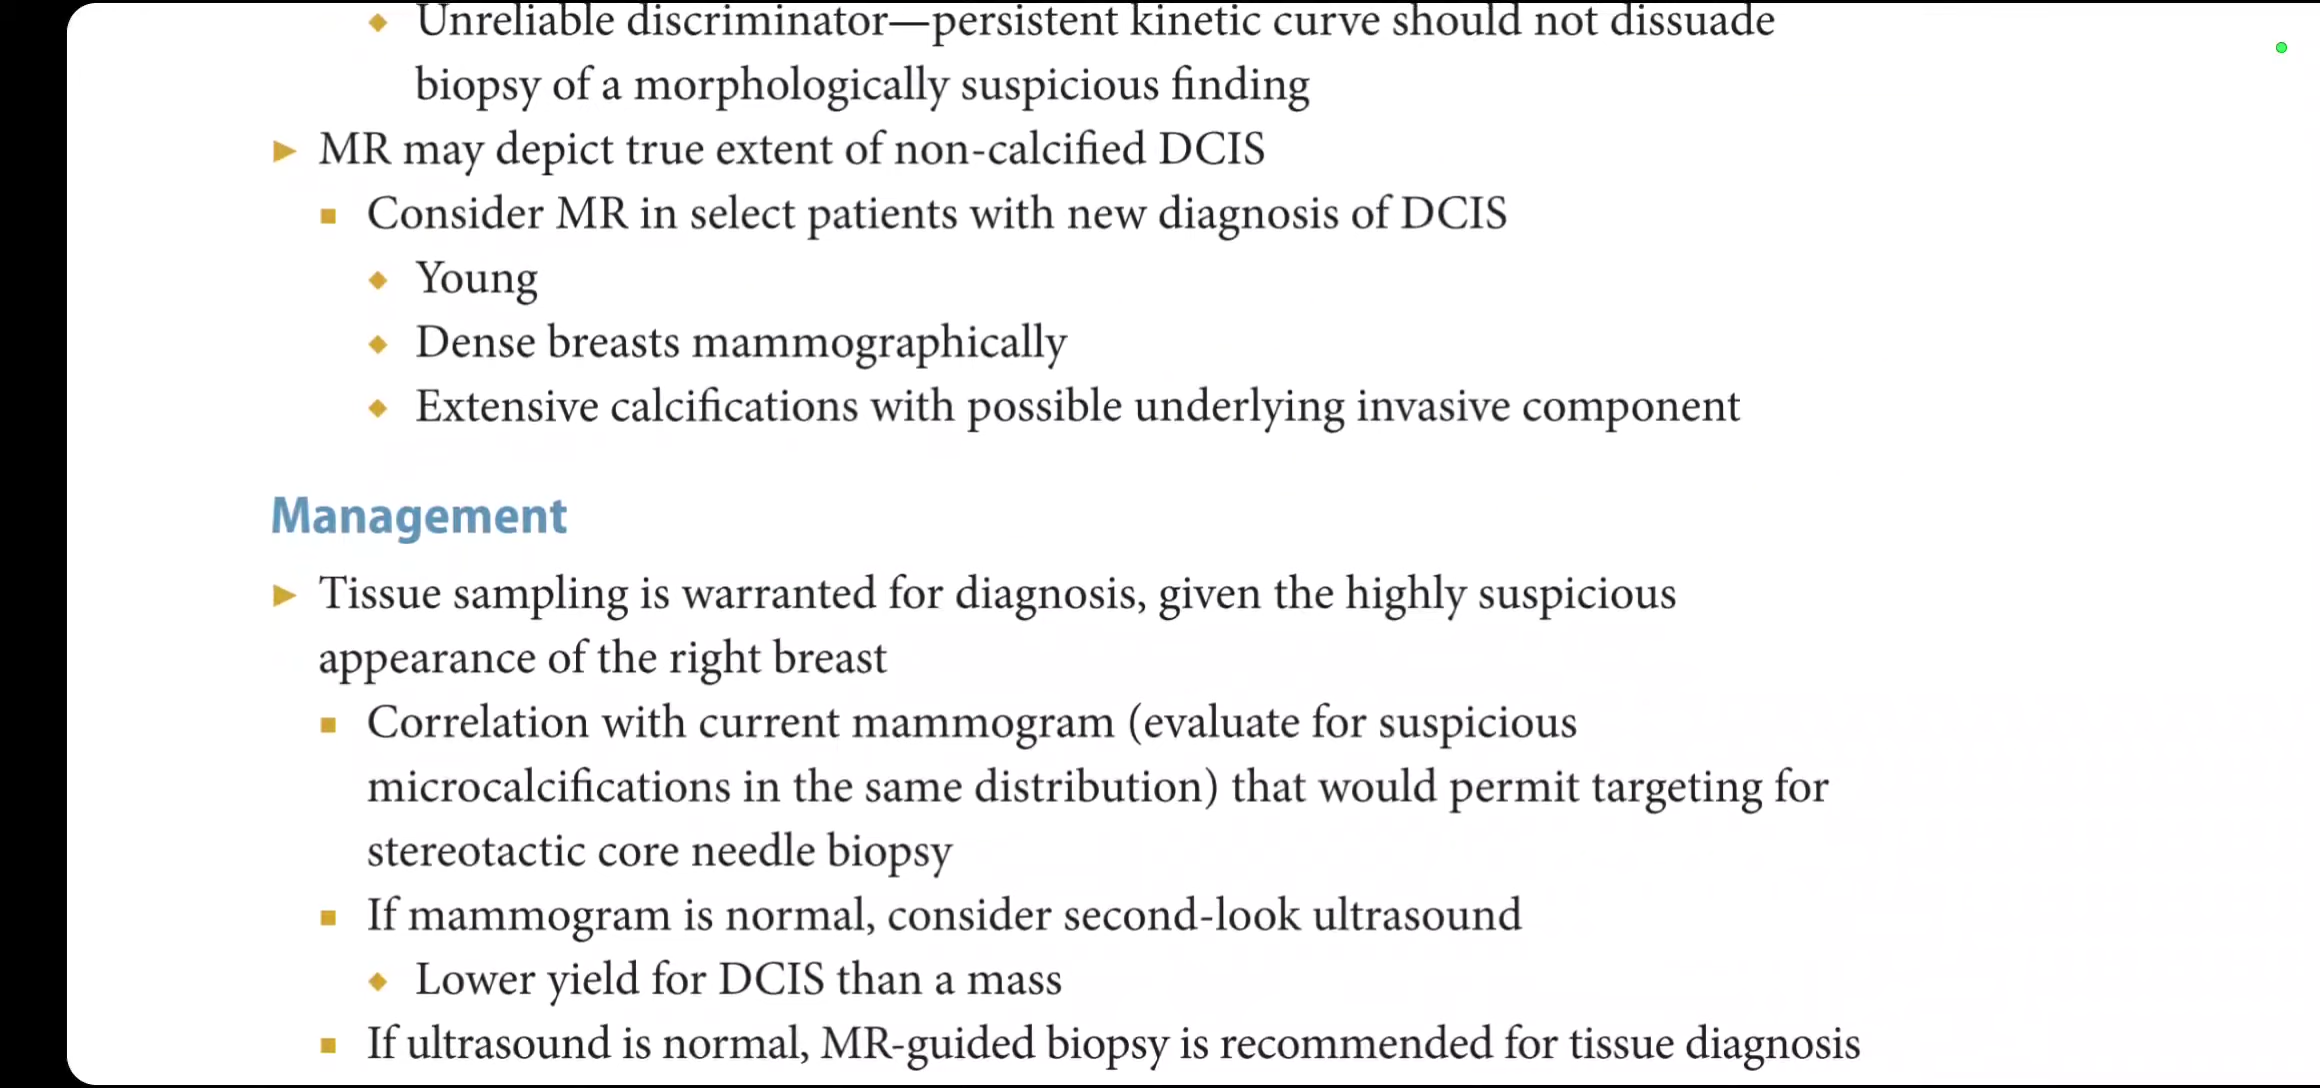 Unreliable discriminator—persistent kinetic curve should not dissuade
biopsy of a morphologically suspicious finding
MR may depict true extent of non-calcified DCIS
Consider MR in select patients with new diagnosis of DCIS
Young
Dense breasts mammographically
Extensive calcifications with possible underlying invasive component
Management
Tissue sampling is warranted for diagnosis, given the highly suspicious
appearance of the right breast
Correlation with current mammogram (evaluate for suspicious
microcalcifications in the same distribution) that would permit targeting for
stereotactic core needle biopsy
If mammogram is normal, consider second-look ultrasound
Lower yield for DCIS than a mass
If ultrasound is normal, MR-guided biopsy is recommended for tissue diagnosis